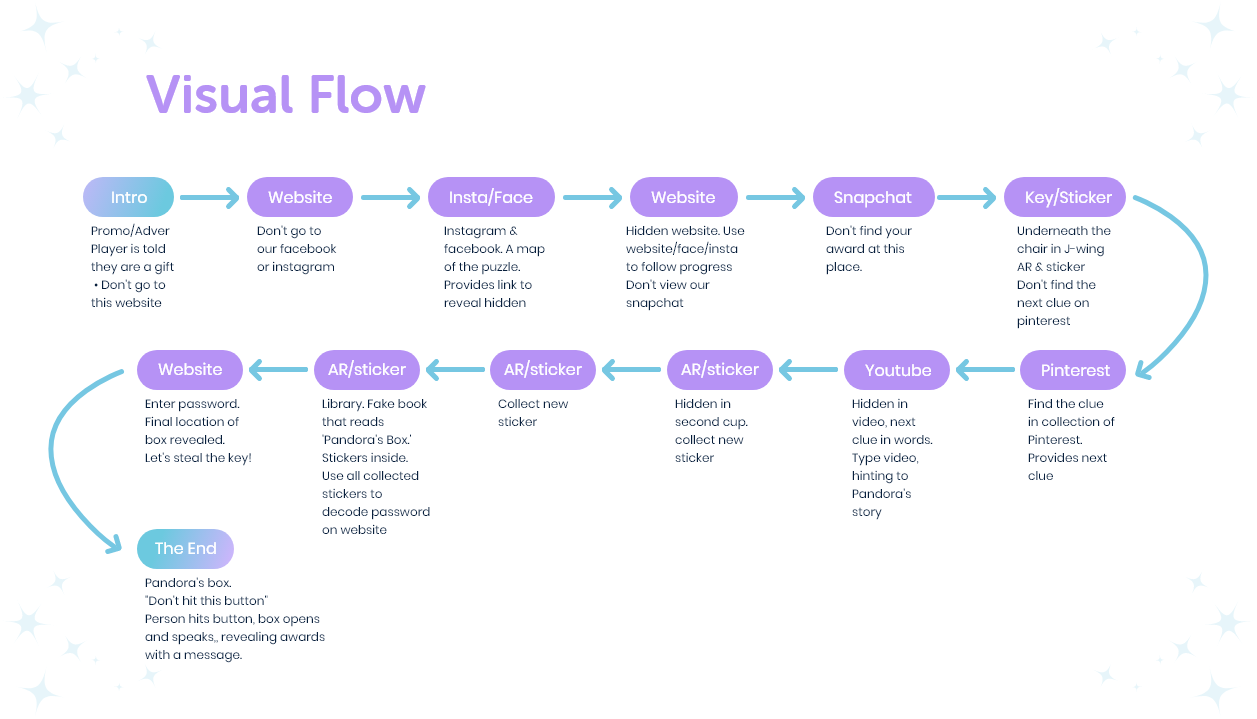 Visual Flow
Intro
Promo/Adver
Player is told
they are a gift
• Don't go to
this website
Website
Don't go to
our facebook
or instagram
Insta/Face
Instagram &
facebook. A map
of the puzzle.
Provides link to
reveal hidden
Website
Hidden website. Use
website/face/insta
to follow progress
Don't view our
snapchat
Snapchat
Don't find your
award at this
place.
Key/Sticker
Underneath the
chair in J-wing
AR & sticker
Don't find the
next clue on
pinterest
Pinterest
Find the clue
in collection of
Pinterest.
Provides next
clue
Youtube
Hidden in
video, next
clue in words.
Type video,
hinting to
Pandora's
story
AR/sticker
Hidden in
second cup.
collect new
sticker
AR/sticker
Collect new
sticker
AR/sticker
Library. Fake book
that reads
'Pandora's Box.'
Stickers inside.
Use all collected
stickers to
decode password
on website
Website
Enter password.
Final location of
box revealed.
Let's steal the key!
The End
Pandora's box.
"Don't hit this button"
Person hits button, box opens
and speaks,, revealing awards
with a message.